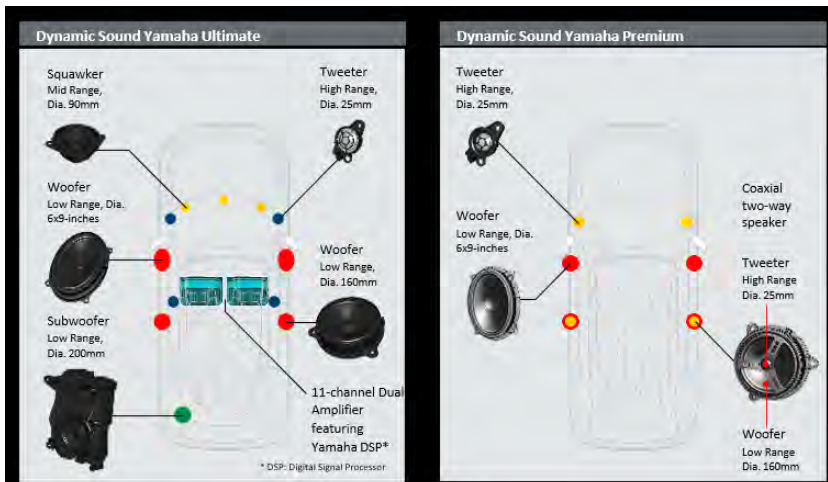 Dynamic Sound Yamaha Ultimate
Squawker
Mid Range,
Dia. 90mm
Tweeter
High Range,
Dia. 25mm
Woofer
Low Range, Dia.
6x9-inches
Woofer
Low Range,
Dia. 160mm
Subwoofer
Low Range,
Dia. 200mm
11-channel Dual
Amplifier
featuring
Yamaha DSP*
* DSP: Digital Signal Processor
Dynamic Sound Yamaha Premium
Tweeter
High Range,
Dia. 25mm
Woofer
Low Range, Dia.
6x9-inches
Coaxial
two-way
speaker
Tweeter
High Range
Dia. 25mm
Woofer
Low Range
Dia. 160mm